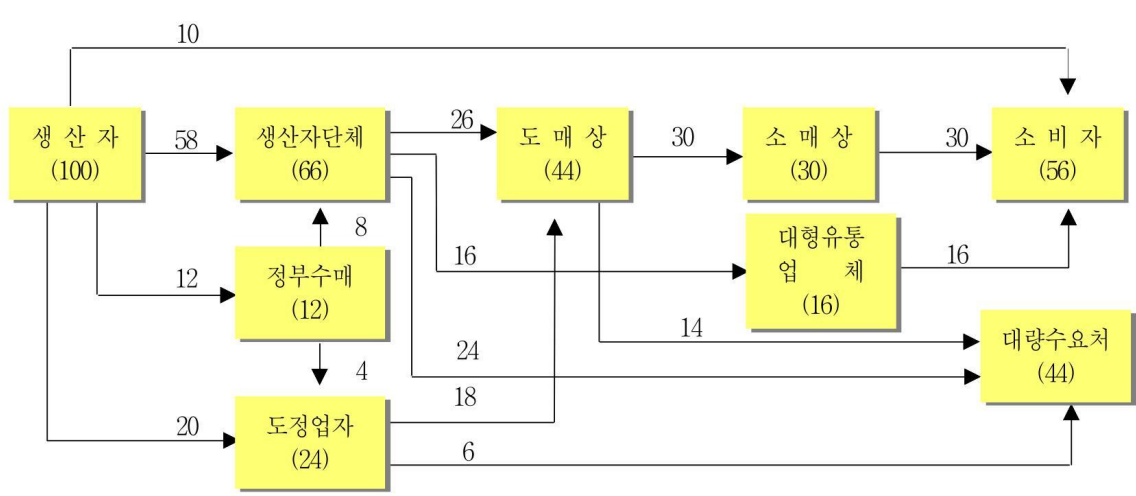 10
생 산 자
(100)
58
생산자단체
(66)
26
도 매 상
(44)
30
소 매 상
(30)
30
소 비 자
(56)
8
16
대형유통
업 체
(16)
16
12
정부수매
(12)
14
대량수요처
(44)
24
4
18
20
도정업자
(24)
6